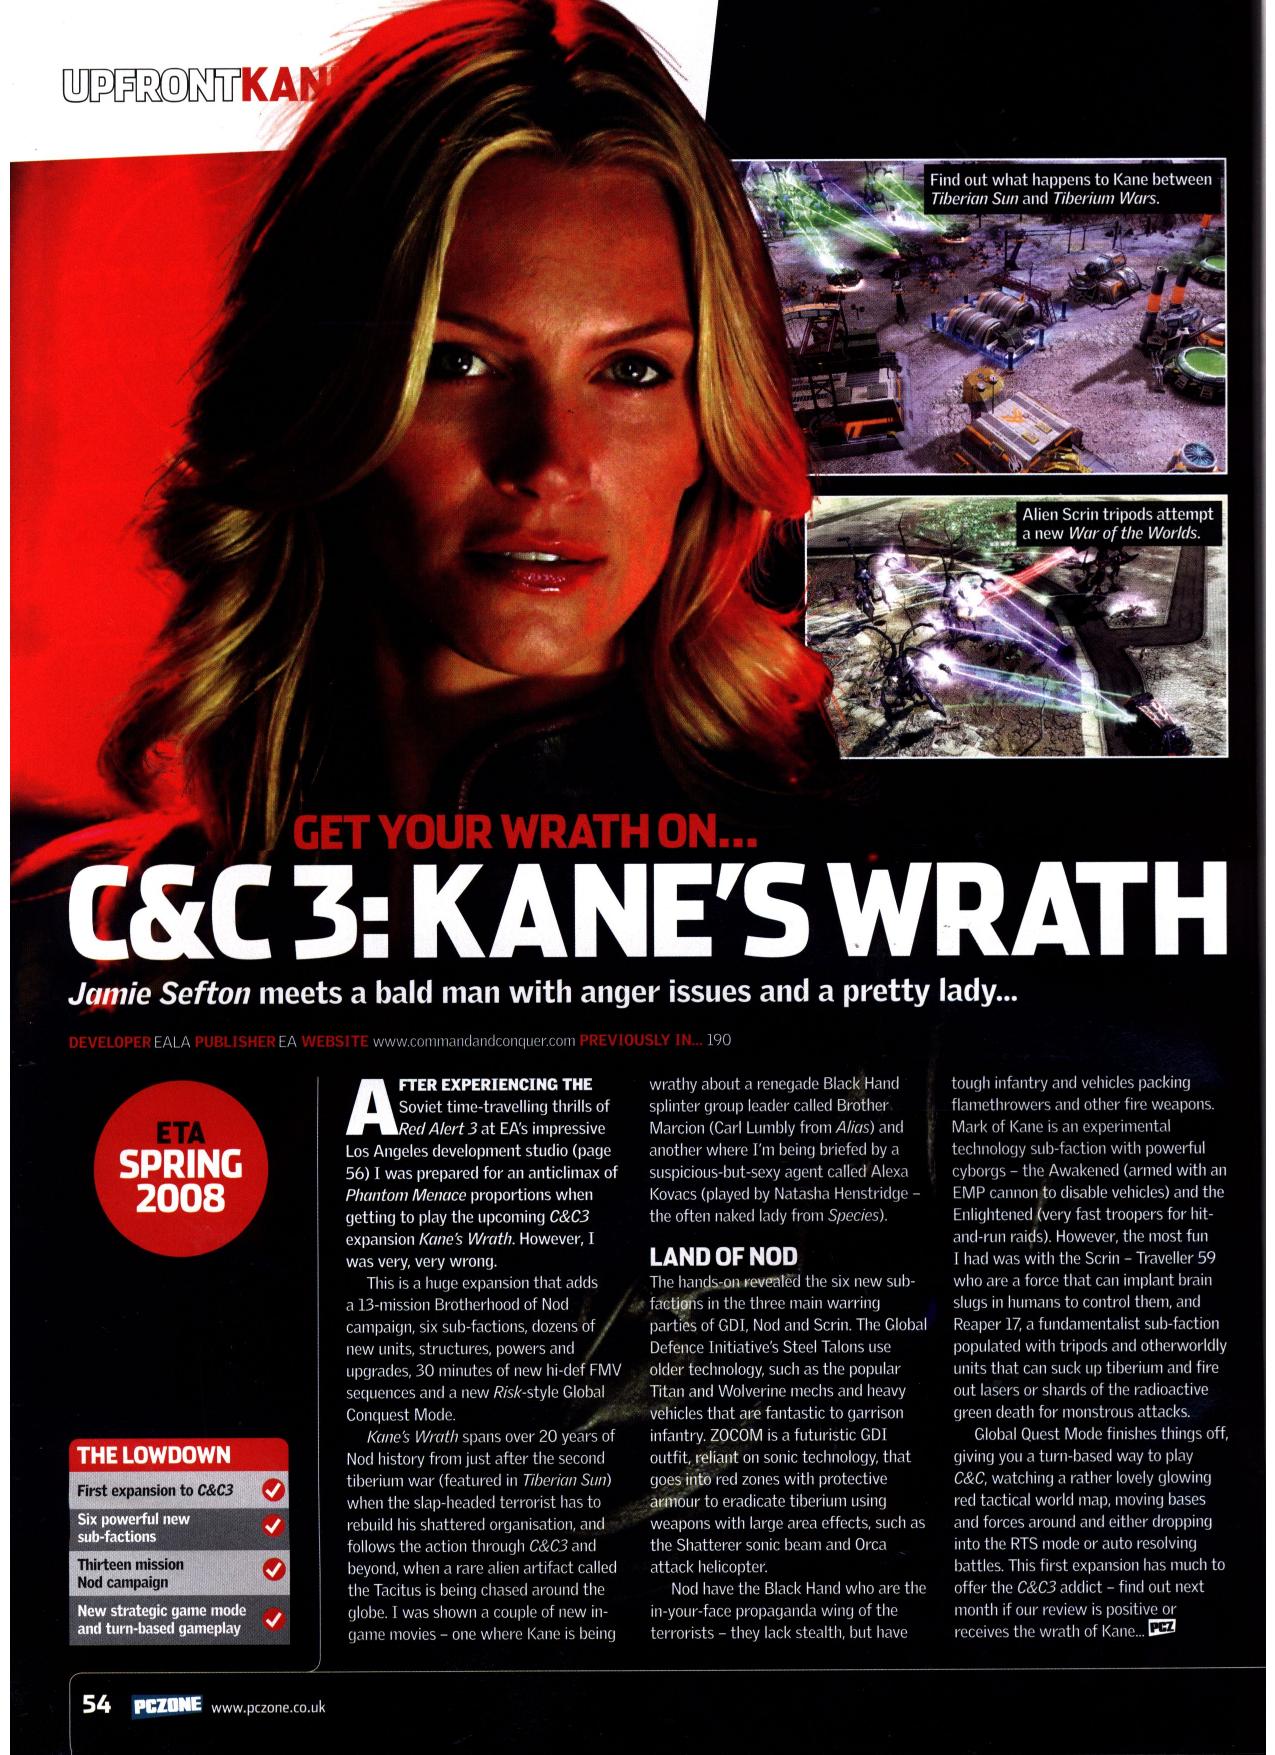 UPFRONTKAN
Find out what happens to Kane between
Tiberian Sun and Tiberium Wars.
Alien Scrin tripods attempt
a new War of the Worlds.
GET YOUR WRATH ON...
C&C 3: KANE'S WRATH
Jamie Sefton meets a bald man with anger issues and a pretty lady...
DEVELOPER EALA PUBLISHER EA WEBSITE www.commandandconquer.com PREVIOUSLY IN... 190
ETA
SPRING
2008
THE LOWDOWN
First expansion to C&C3
Six powerful new
sub-factions
Thirteen mission
Nod campaign
New strategic game mode
and turn-based gameplay
AFTER EXPERIENCING THE
Soviet time-travelling thrills of
Red Alert 3 at EA's impressive
Los Angeles development studio (page
56) I was prepared for an anticlimax of
Phantom Menace proportions when
getting to play the upcoming C&C3
expansion Kane's Wrath. However, I
was very, very wrong.
This is a huge expansion that adds
a 13-mission Brotherhood of Nod
campaign, six sub-factions, dozens of
new units, structures, powers and
upgrades, 30 minutes of new hi-def FMV
sequences and a new Risk-style Global
Conquest Mode.
Kane's Wrath spans over 20 years of
Nod history from just after the second
tiberium war (featured in Tiberian Sun)
when the slap-headed terrorist has to
rebuild his shattered organisation, and
follows the action through C&C3 and
beyond, when a rare alien artifact called
the Tacitus is being chased around the
globe. I was shown a couple of new in-
game movies – one where Kane is being
wrathy about a renegade Black Hand
splinter group leader called Brother
Marcion (Carl Lumbly from Alias) and
another where I'm being briefed by a
suspicious-but-sexy agent called Alexa
Kovacs (played by Natasha Henstridge –
the often naked lady from Species).
LAND OF NOD
The hands-on revealed the six new sub-
factions in the three main warring
parties of GDI, Nod and Scrin. The Global
Defence Initiative's Steel Talons use
older technology, such as the popular
Titan and Wolverine mechs and heavy
vehicles that are fantastic to garrison
infantry. ZOCOM is a futuristic GDI
outfit, reliant on sonic technology, that
goes into red zones with protective
armour to eradicate tiberium using
weapons with large area effects, such as
the Shatterer sonic beam and Orca
attack helicopter.
Nod have the Black Hand who are the
in-your-face propaganda wing of the
terrorists – they lack stealth, but have
tough infantry and vehicles packing
flamethrowers and other fire weapons.
Mark of Kane is an experimental
technology sub-faction with powerful
cyborgs – the Awakened (armed with an
EMP cannon to disable vehicles) and the
Enlightened (very fast troopers for hit-
and-run raids). However, the most fun
I had was with the Scrin – Traveller 59
who are a force that can implant brain
slugs in humans to control them, and
Reaper 17, a fundamentalist sub-faction
populated with tripods and otherworldly
units that can suck up tiberium and fire
out lasers or shards of the radioactive
green death for monstrous attacks.
Global Quest Mode finishes things off,
giving you a turn-based way to play
C&C, watching a rather lovely glowing
red tactical world map, moving bases
and forces around and either dropping
into the RTS mode or auto resolving
battles. This first expansion has much to
offer the C&C3 addict – find out next
month if our review is positive or
receives the wrath of Kane... PCZ
54 PCZONE www.pczone.co.uk